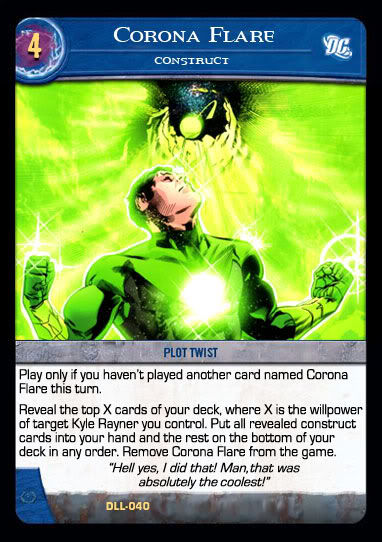 4
Corona Flare
CONSTRUCT
DC
PLOT TWIST
Play only if you haven't played another card named Corona
Flare this turn.
Reveal the top X cards of your deck, where X is the willpower
of target Kyle Rayner you control. Put all revealed construct
cards into your hand and the rest on the bottom of your
deck in any order. Remove Corona Flare from the game.
"Hell yes, I did that! Man,that was
absolutely the coolest!"
DLL-040